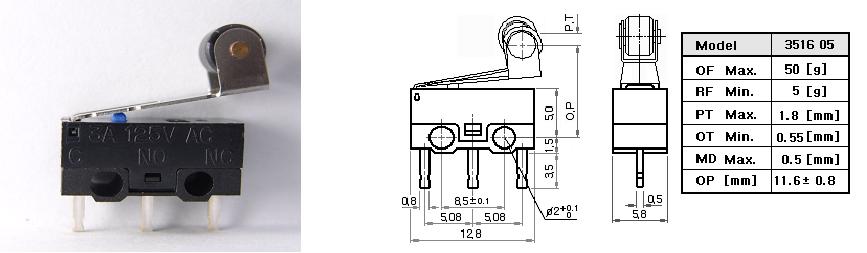 3A 125V AC
C NO NC
P,T
O,P
5,0
1,5
3,5
0,8
8,5±0.1
5,08
5,08
12,8
Ø2+0.1 0
0,5
5,8
Model 3516 05
OF Max. 50 [g]
RF Min. 5 [g]
PT Max. 1.8 [mm]
OT Min. 0.55 [mm]
MD Max. 0.5 [mm]
OP [mm] 11.6± 0.8